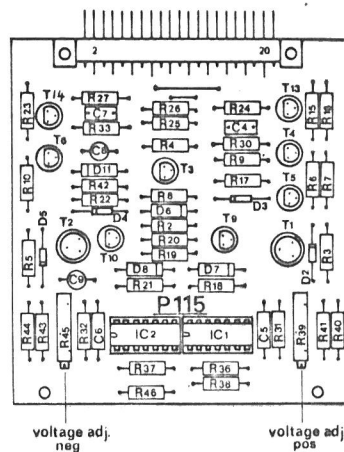 2 20
T14 R27 R26 R24 T13
R23 C7 R25 C4 R15 R16
R33 R30
T6 C8 R4 R9 T4
D11 T3 R17 T5
R10 R42 R8 R6 R7
R22 D6 D3
D5 D4 R2
T2 T10 R20 T9 T1
R5 R19 D2 R3
D8 D7
C9 R21 R18
P115
R44 R43 R45 R32 C6 IC2 IC1 C5 R31 R39 R41 R40
R37 R36
R46 R38
voltage adj. voltage adj.
neg pos